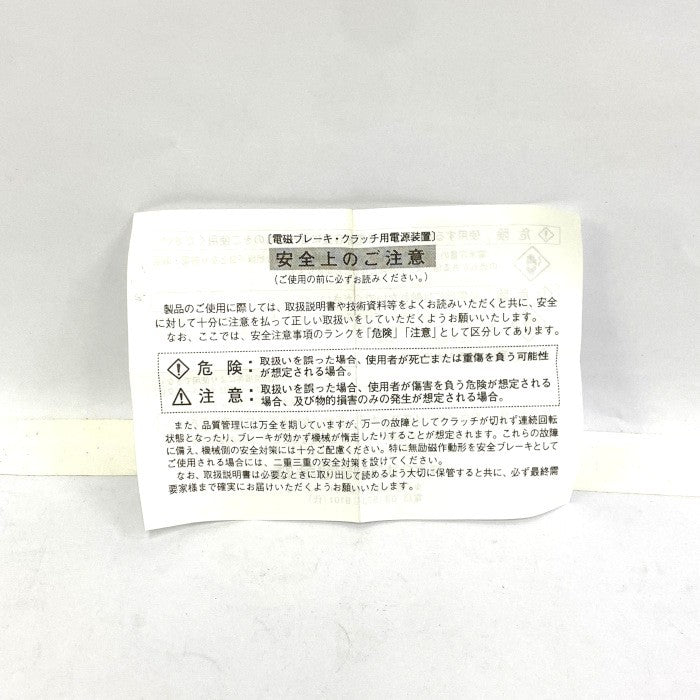 [電磁ブレーキ・クラッチ用電源装置]
安全上のご注意
（ご使用の前に必ずお読みください。）
製品のご使用に際しては、取扱説明書や技術資料等をよくお読みいただくと共に、安全
に対して十分に注意を払って正しい取扱いをしていただくようお願いいたします。
なお、ここでは、安全注意事項のランクを「危険」「注意」として区分してあります。
危険：取扱いを誤った場合、使用者が死亡または重傷を負う可能性
が想定される場合。
注意：取扱いを誤った場合、使用者が傷害を負う危険が想定される
場合、及び物的損害のみの発生が想定される場合。
また、品質管理には万全を期していますが、万一の故障としてクラッチが切れず連続回転
状態となったり、ブレーキが効かず機械が惰走したりすることが想定されます。これらの故障
に備え、機械側の安全対策には十分ご配慮ください。特に無励磁作動形を安全ブレーキとして
ご使用される場合には、二重三重の安全対策を設けてください。
なお、取扱説明書は必要なときに取り出して読めるよう大切に保管すると共に、必ず最終需
要家様まで確実にお届けいただくようお願いいたします。